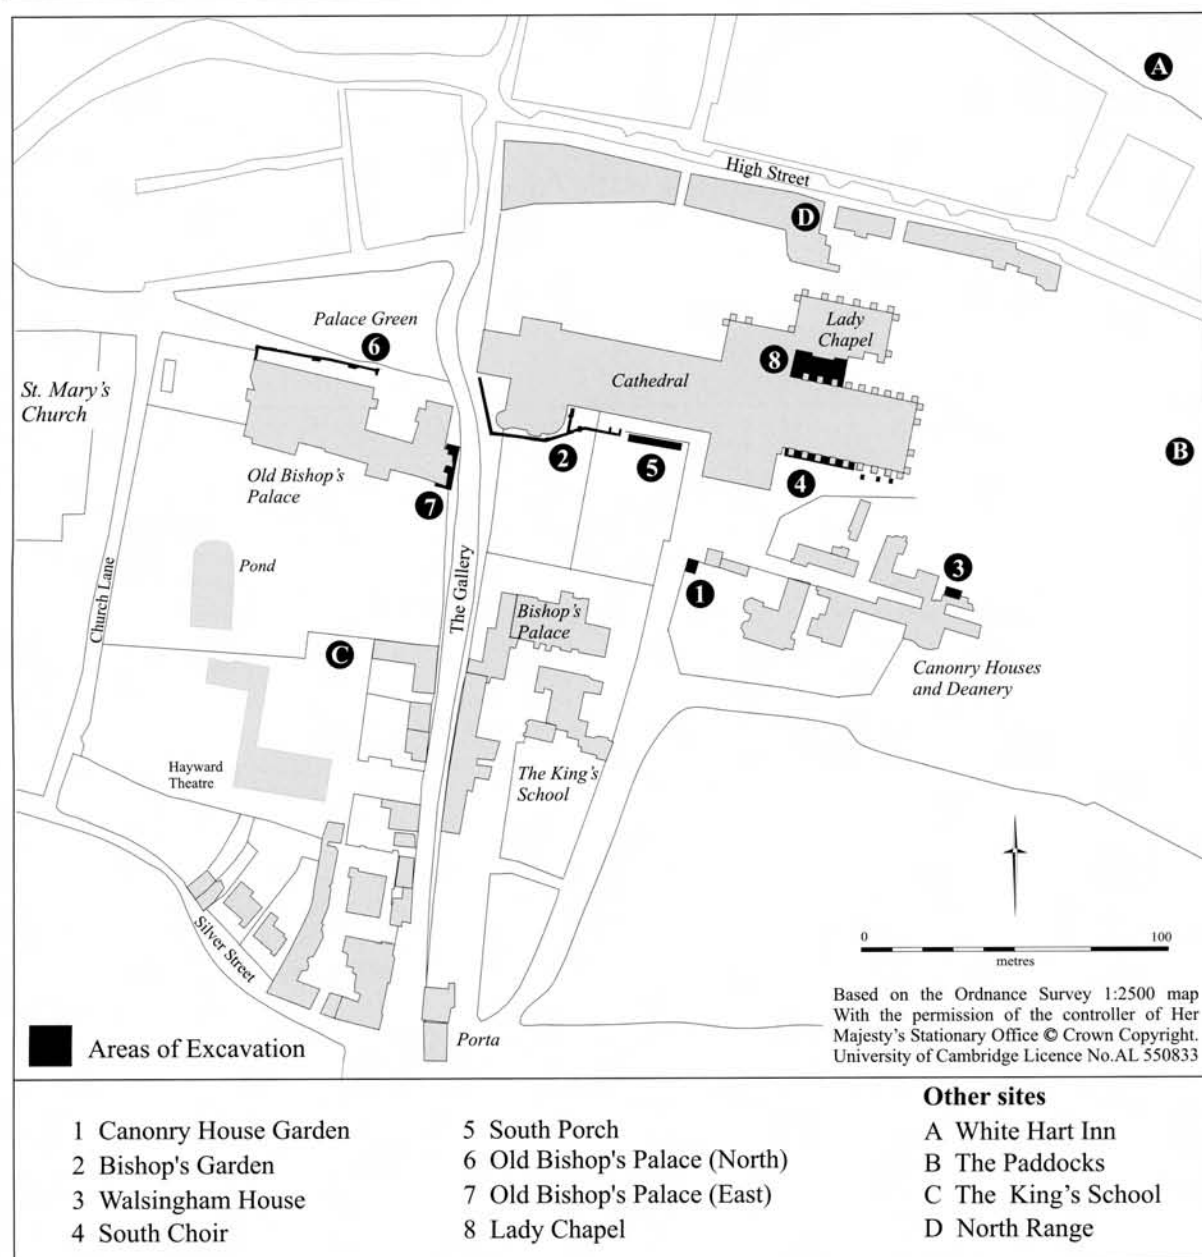 A
High Street
D
Palace Green
6
Lady
Chapel
8
St. Mary's
Church
Cathedral
B
2
5
4
Old Bishop's
Palace
7
3
Pond
1
Church Lane
The Gallery
Bishop's
Palace
C
Canonry Houses
and Deanery
Hayward
Theatre
The King's
School
Silver Street
0 100
metres
Based on the Ordnance Survey 1:2500 map
With the permission of the controller of Her
Majesty's Stationary Office © Crown Copyright.
University of Cambridge Licence No.AL 550833
Porta
Areas of Excavation
1 Canonry House Garden
2 Bishop's Garden
3 Walsingham House
4 South Choir
5 South Porch
6 Old Bishop's Palace (North)
7 Old Bishop's Palace (East)
8 Lady Chapel
Other sites
A White Hart Inn
B The Paddocks
C The King's School
D North Range